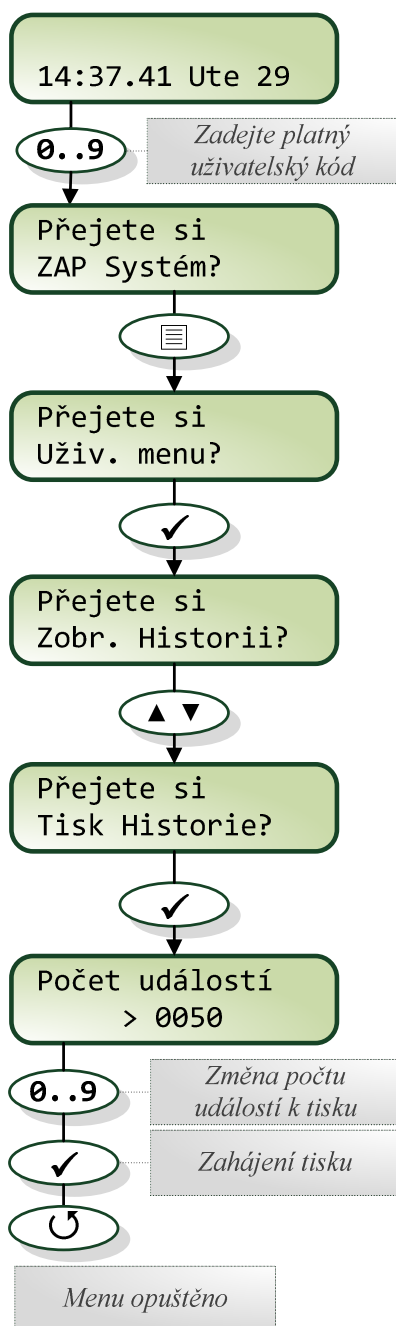 14:37.41 Ute 29
0..9
Zadejte platný
uživatelský kód
Přejete si
ZAP Systém?
Přejete si
Uživ. menu?
✓
Přejete si
Zobr. Historii?
▲ ▼
Přejete si
Tisk Historie?
✓
Počet událostí
> 0050
0..9
Změna počtu
událostí k tisku
✓
Zahájení tisku
↺
Menu opuštěno